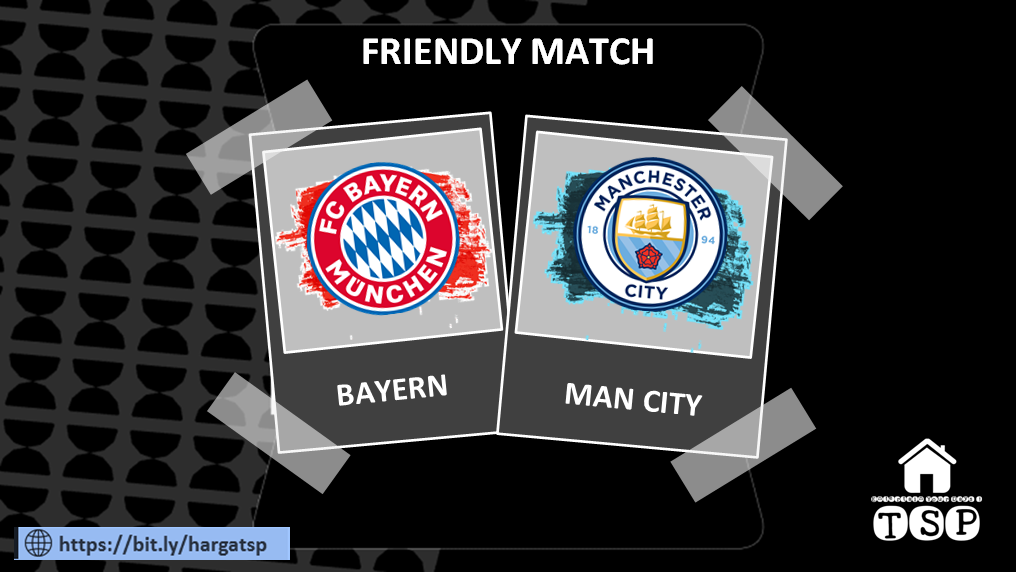 FRIENDLY MATCH
FC BAYERN
MÜNCHEN
MANCHESTER
18 94
CITY
BAYERN
MAN CITY
TSP
https://bit.ly/hargatsp